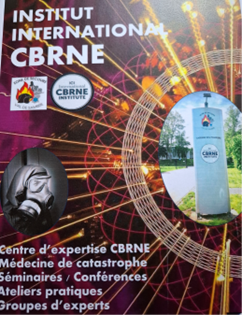 INSTITUT
INTERNATIONAL
CBRNE
CBRNE
INSTITUTE
CBRNE
Centre d'expertise CBRNE
Médecine de catastrophe
Séminaires / Conférences
Ateliers pratiques
Groupes d'experts